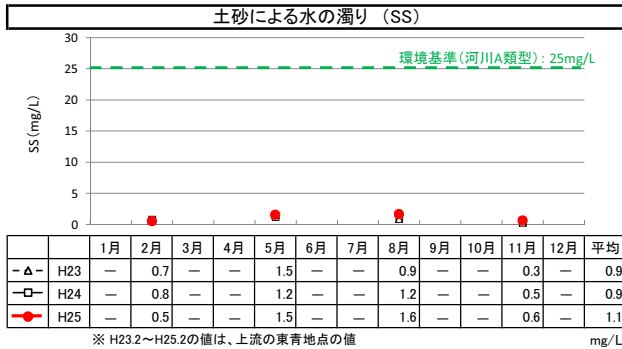 土砂による水の濁り （SS）
30
環境基準（河川A類型）：25mg/L
25
20
15
10
5
0
SS（mg/L）
1月 2月 3月 4月 5月 6月 7月 8月 9月 10月 11月 12月 平均
H23 — 0.7 — — 1.5 — — 0.9 — — 0.3 — 0.9
H24 — 0.8 — — 1.2 — — 1.2 — — 0.5 — 0.9
H25 — 0.5 — — 1.5 — — 1.6 — — 0.6 — 1.1
※ H23.2～H25.2の値は、上流の東青地点の値 mg/L